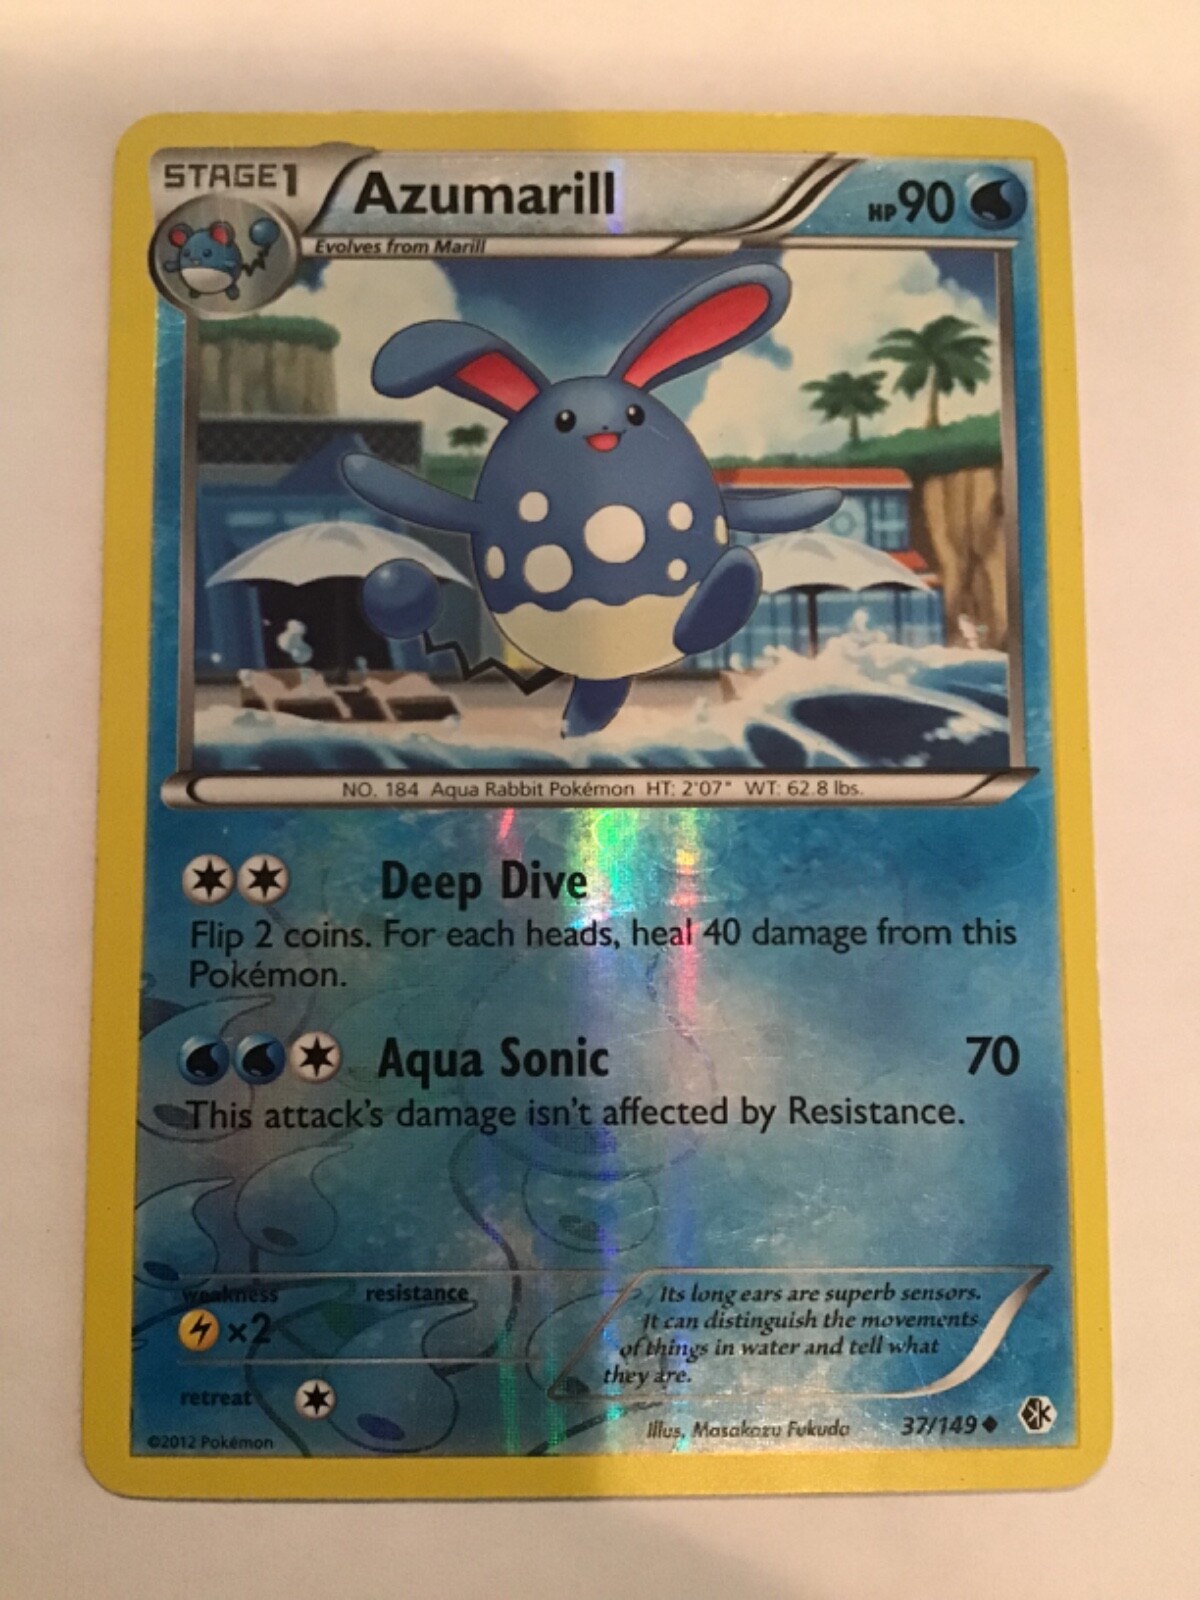 STAGE1
Azumarill
HP90
Evolves from Marill
NO. 184 Aqua Rabbit Pokémon HT: 2'07" WT: 62.8 lbs.
Deep Dive
Flip 2 coins. For each heads, heal 40 damage from this
Pokémon.
Aqua Sonic 70
This attack's damage isn't affected by Resistance.
weakness resistance
×2
retreat
Its long ears are superb sensors.
It can distinguish the movements
of things in water and tell what
they are.
Illus. Masakazu Fukuda
37/149
©2012 Pokémon